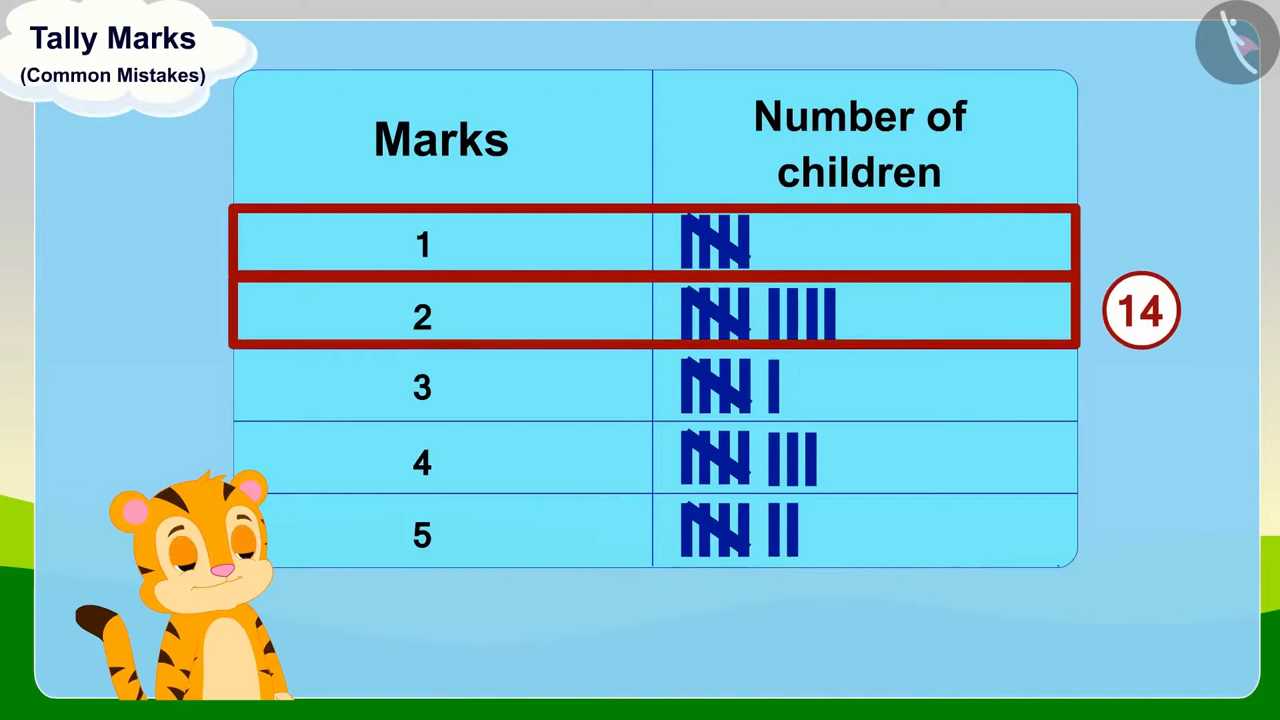 Tally Marks
(Common Mistakes)
Marks
Number of
children
1
2
14
3
4
5